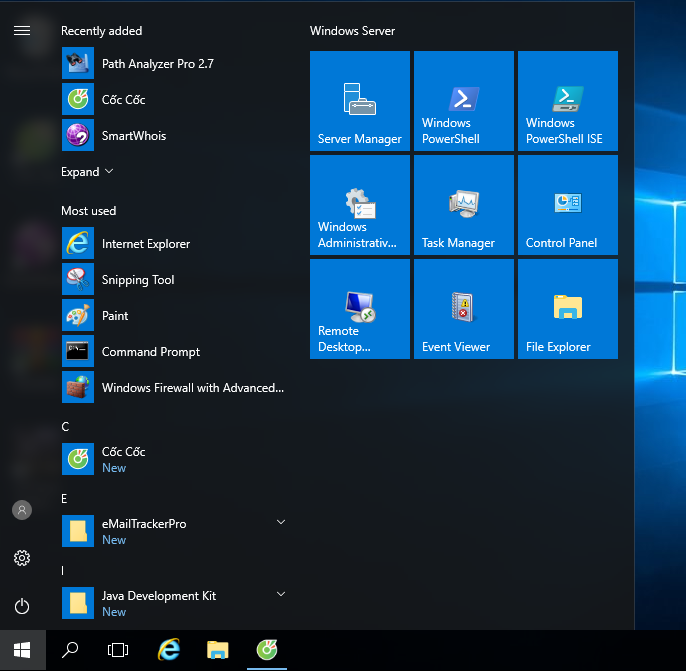 Recently added
Path Analyzer Pro 2.7
Cốc Cốc
SmartWhois
Expand
Most used
Internet Explorer
Snipping Tool
Paint
Command Prompt
Windows Firewall with Advanced...
C
Cốc Cốc
New
E
eMailTrackerPro
New
I
Java Development Kit
New
Windows Server
Server Manager
Windows
PowerShell
Windows
PowerShell ISE
Windows
Administrativ...
Task Manager
Control Panel
Remote
Desktop...
Event Viewer
File Explorer